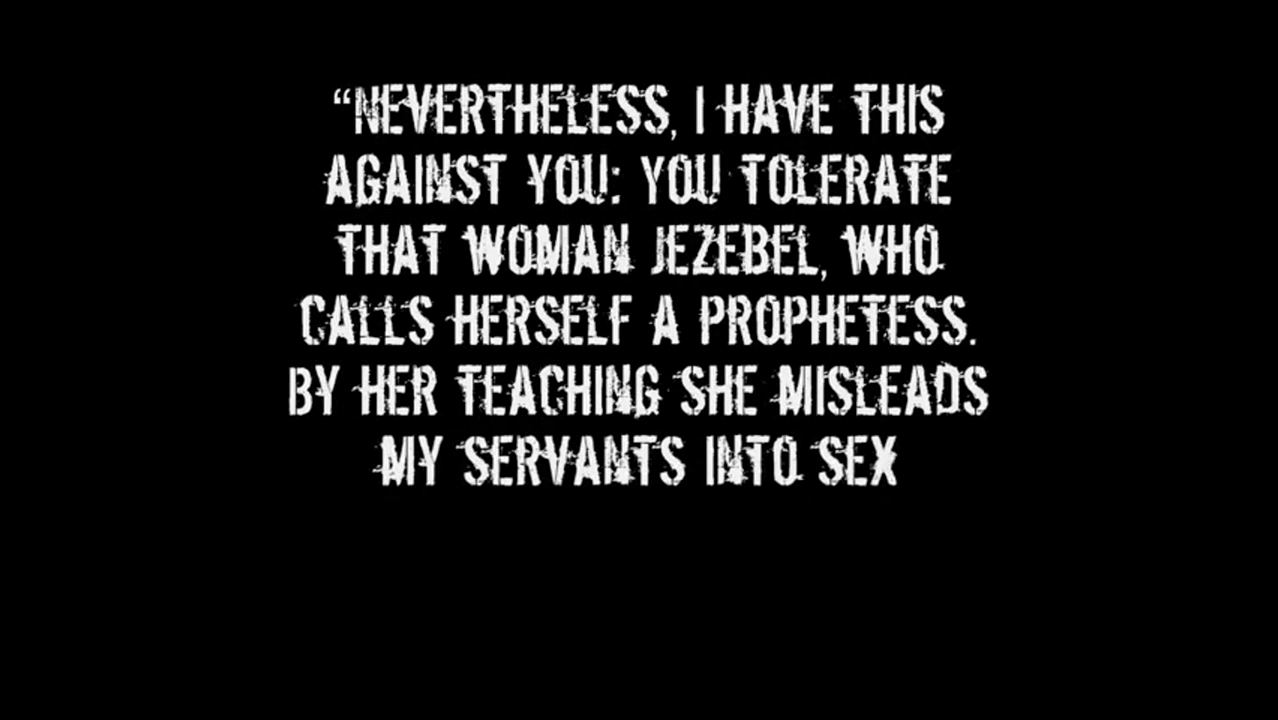 “NEVERTHELESS, I HAVE THIS
AGAINST YOU: YOU TOLERATE
THAT WOMAN JEZEBEL, WHO
CALLS HERSELF A PROPHETESS.
BY HER TEACHING SHE MISLEADS
MY SERVANTS INTO SEX